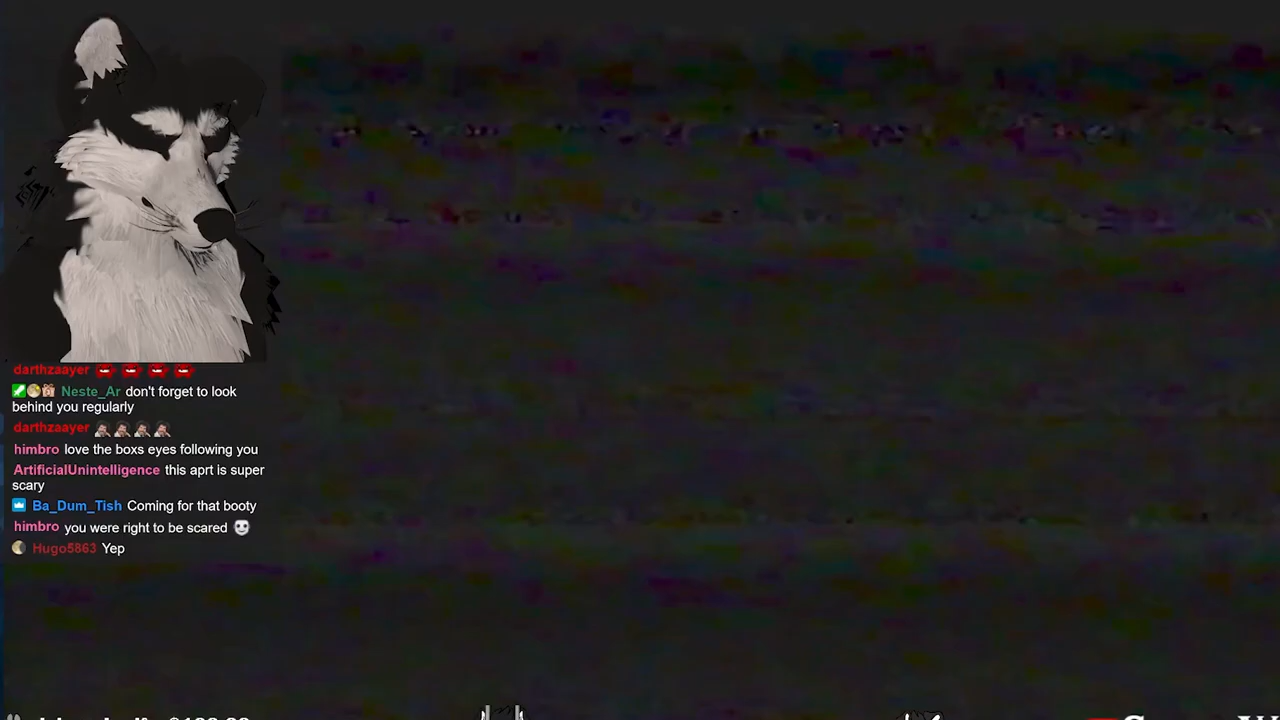 darthzaayer
Neste_Ar don't forget to look
behind you regularly
darthzaayer
himbro love the boxs eyes following you
ArtificialUnintelligence this aprt is super
scary
Ba_Dum_Tish Coming for that booty
himbro you were right to be scared
Hugo5863 Yep